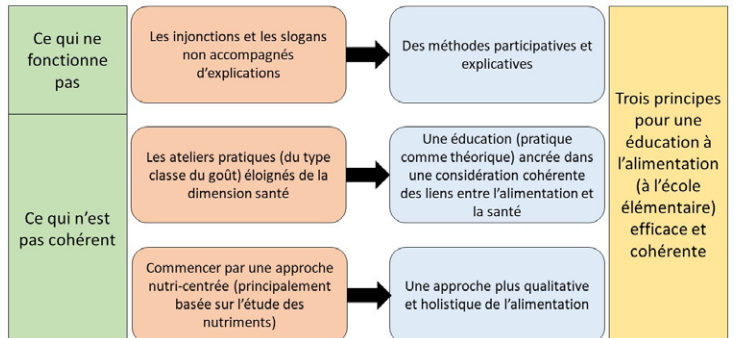 Ce qui ne
fonctionne
pas
Les injonctions et les slogans
non accompagnés
d'explications
Des méthodes participatives et
explicatives
Ce qui n'est
pas cohérent
Les ateliers pratiques (du type
classe du goût) éloignés de la
dimension santé
Une éducation (pratique
comme théorique) ancrée dans
une considération cohérente
des liens entre l'alimentation et
la santé
Commencer par une approche
nutri-centrée (principalement
basée sur l'étude des
nutriments)
Une approche plus qualitative
et holistique de l'alimentation
Trois principes
pour une
éducation à
l'alimentation
(à l'école
élémentaire)
efficace et
cohérente